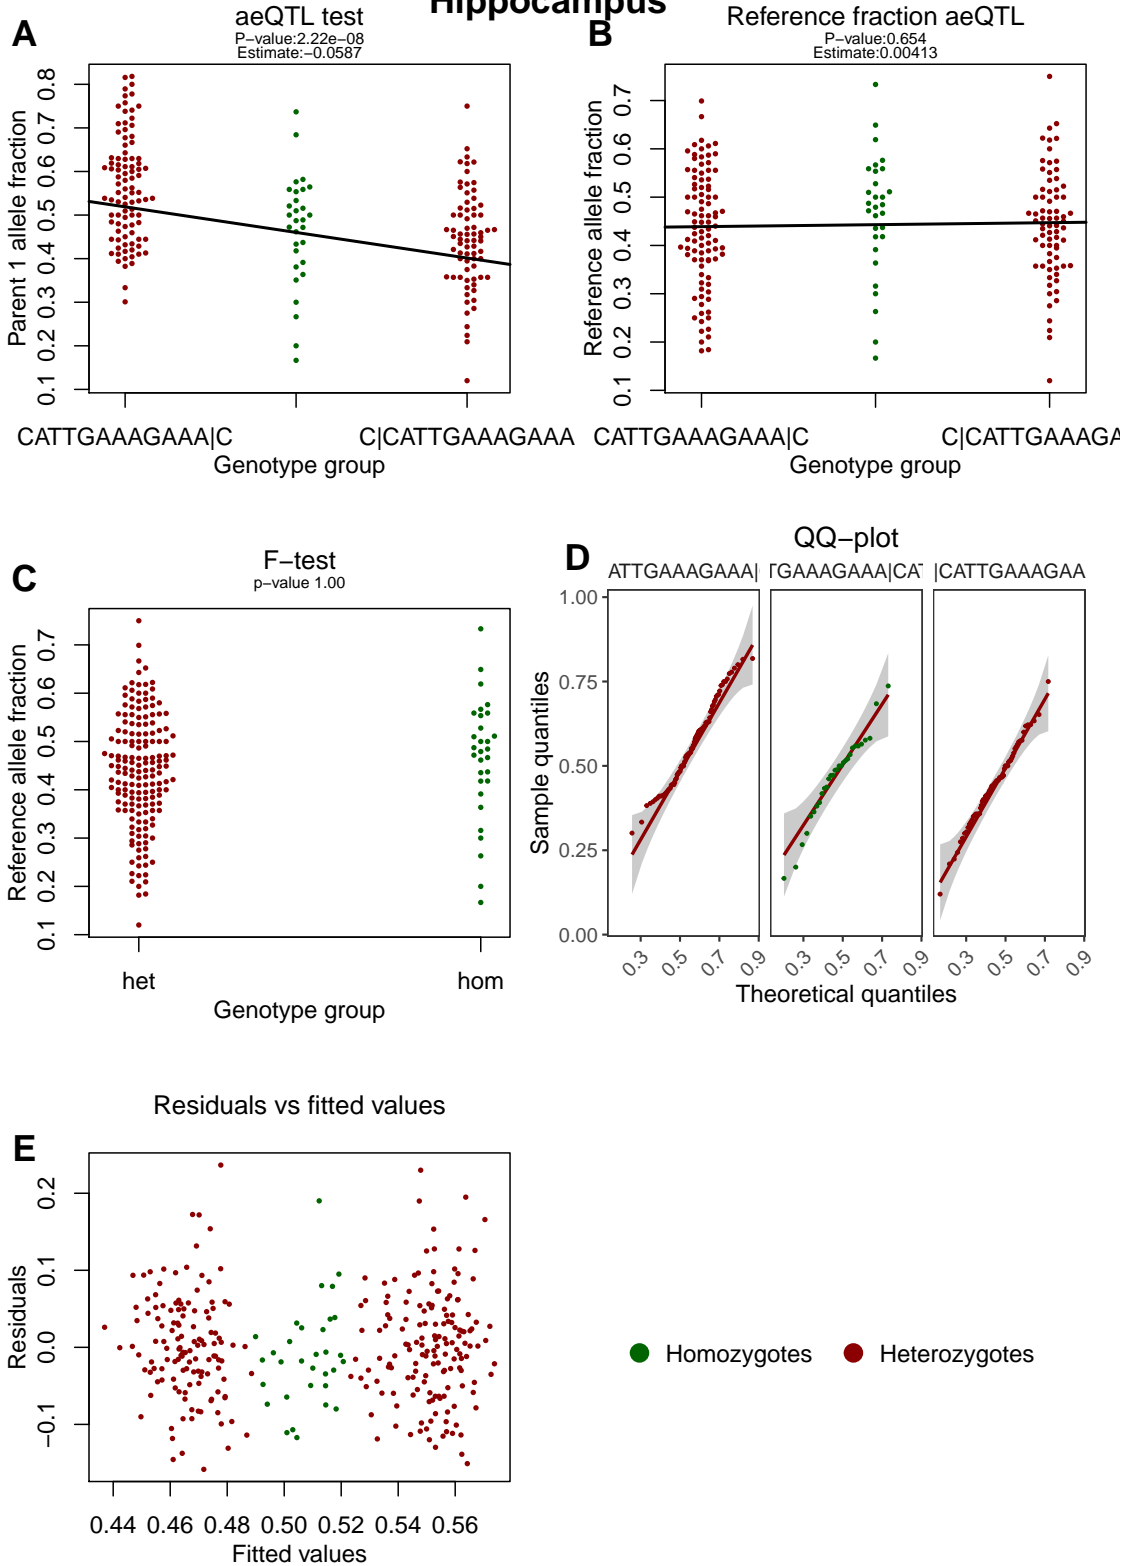 Hippocampus
A
aeQTL test
P−value:2.22e−08
Estimate:−0.0587
Parent 1 allele fraction
0.8
0.7
0.6
0.5
0.4
0.3
0.2
0.1
CATTGAAAGAAA|C
C|CATTGAAAGAAA
Genotype group
B
Reference fraction aeQTL
P−value:0.654
Estimate:0.00413
Reference allele fraction
0.7
0.6
0.5
0.4
0.3
0.2
0.1
CATTGAAAGAAA|C
C|CATTGAAAGA
Genotype group
C
F−test
p−value 1.00
Reference allele fraction
0.7
0.6
0.5
0.4
0.3
0.2
0.1
het
hom
Genotype group
D
QQ−plot
ATTGAAAGAAA|
TGAAAGAAA|CAT
|CATTGAAAGAA
Sample quantiles
1.00
0.75
0.50
0.25
0.00
0.3 0.5 0.7 0.9
0.3 0.5 0.7 0.9
0.3 0.5 0.7 0.9
Theoretical quantiles
Residuals vs fitted values
E
Residuals
0.2
0.1
0.0
−0.1
0.44 0.46 0.48 0.50 0.52 0.54 0.56
Fitted values
Homozygotes
Heterozygotes